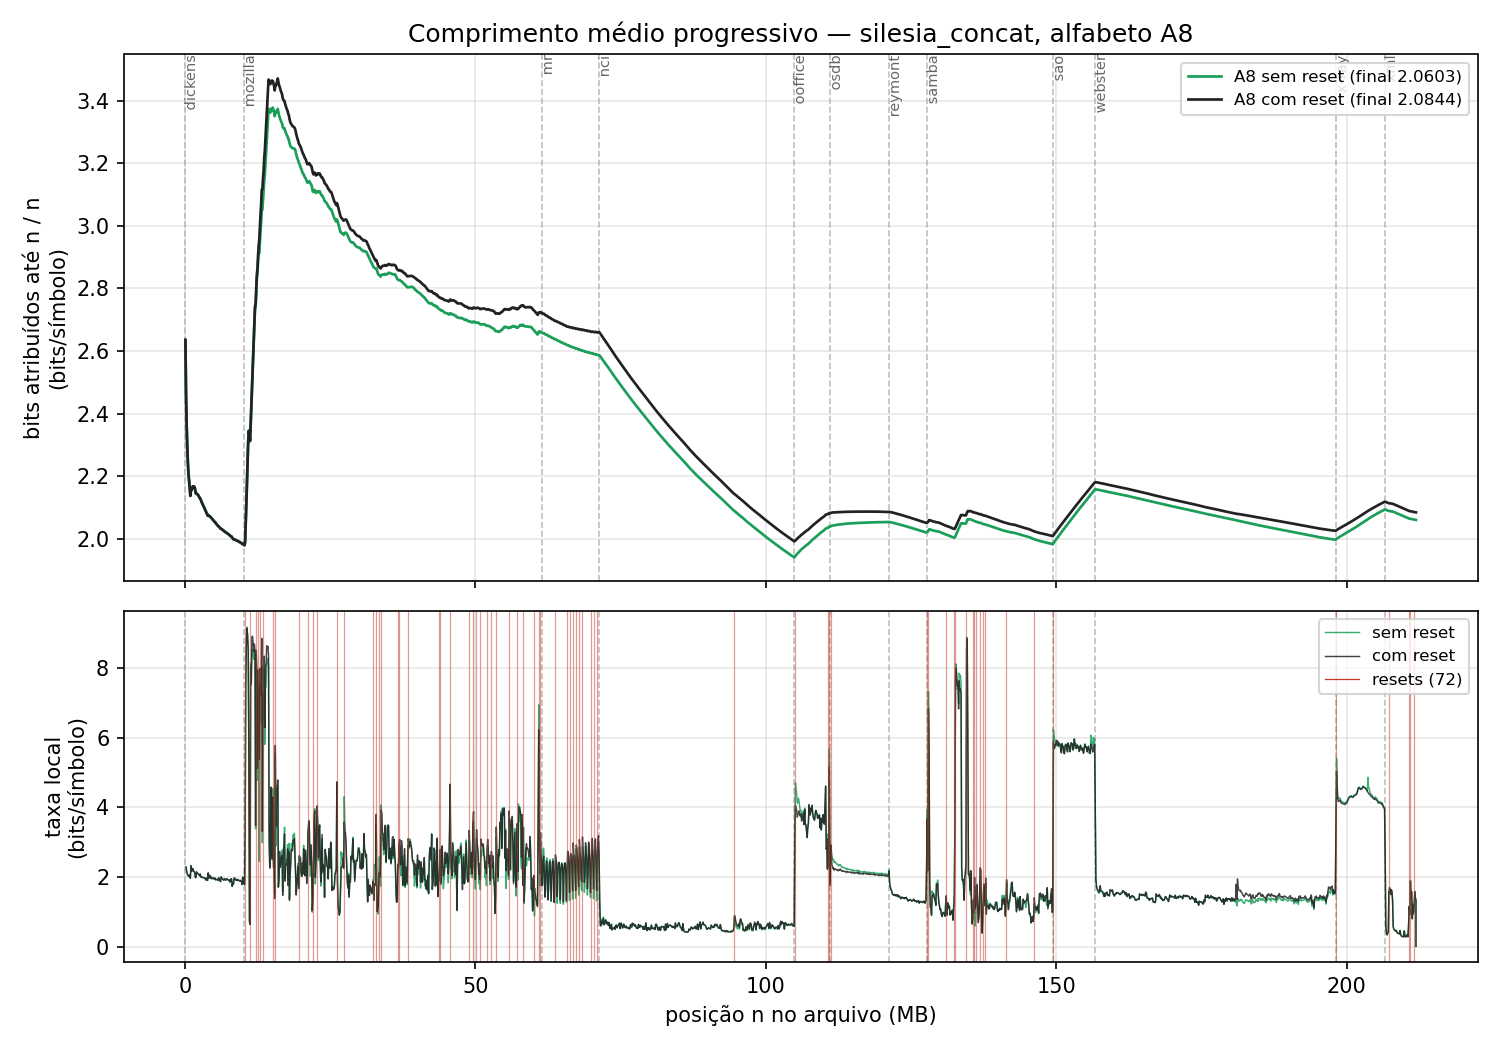 Comprimento médio progressivo — silesia_concat, alfabeto A8
bits atribuídos até n / n
(bits/símbolo)
3.4
3.2
3.0
2.8
2.6
2.4
2.2
2.0
dickens
mozilla
mr
nci
ooffice
osdb
reymont
samba
sao
webster
A8 sem reset (final 2.0603)
A8 com reset (final 2.0844)
taxa local
(bits/símbolo)
8
6
4
2
0
sem reset
com reset
resets (72)
0
50
100
150
200
posição n no arquivo (MB)